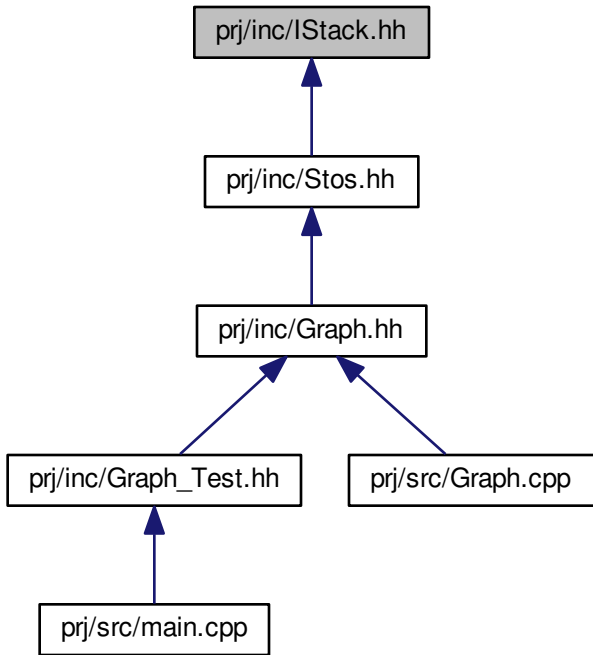 prj/inc/IStack.hh
prj/inc/Stos.hh
prj/inc/Graph.hh
prj/inc/Graph_Test.hh
prj/src/Graph.cpp
prj/src/main.cpp